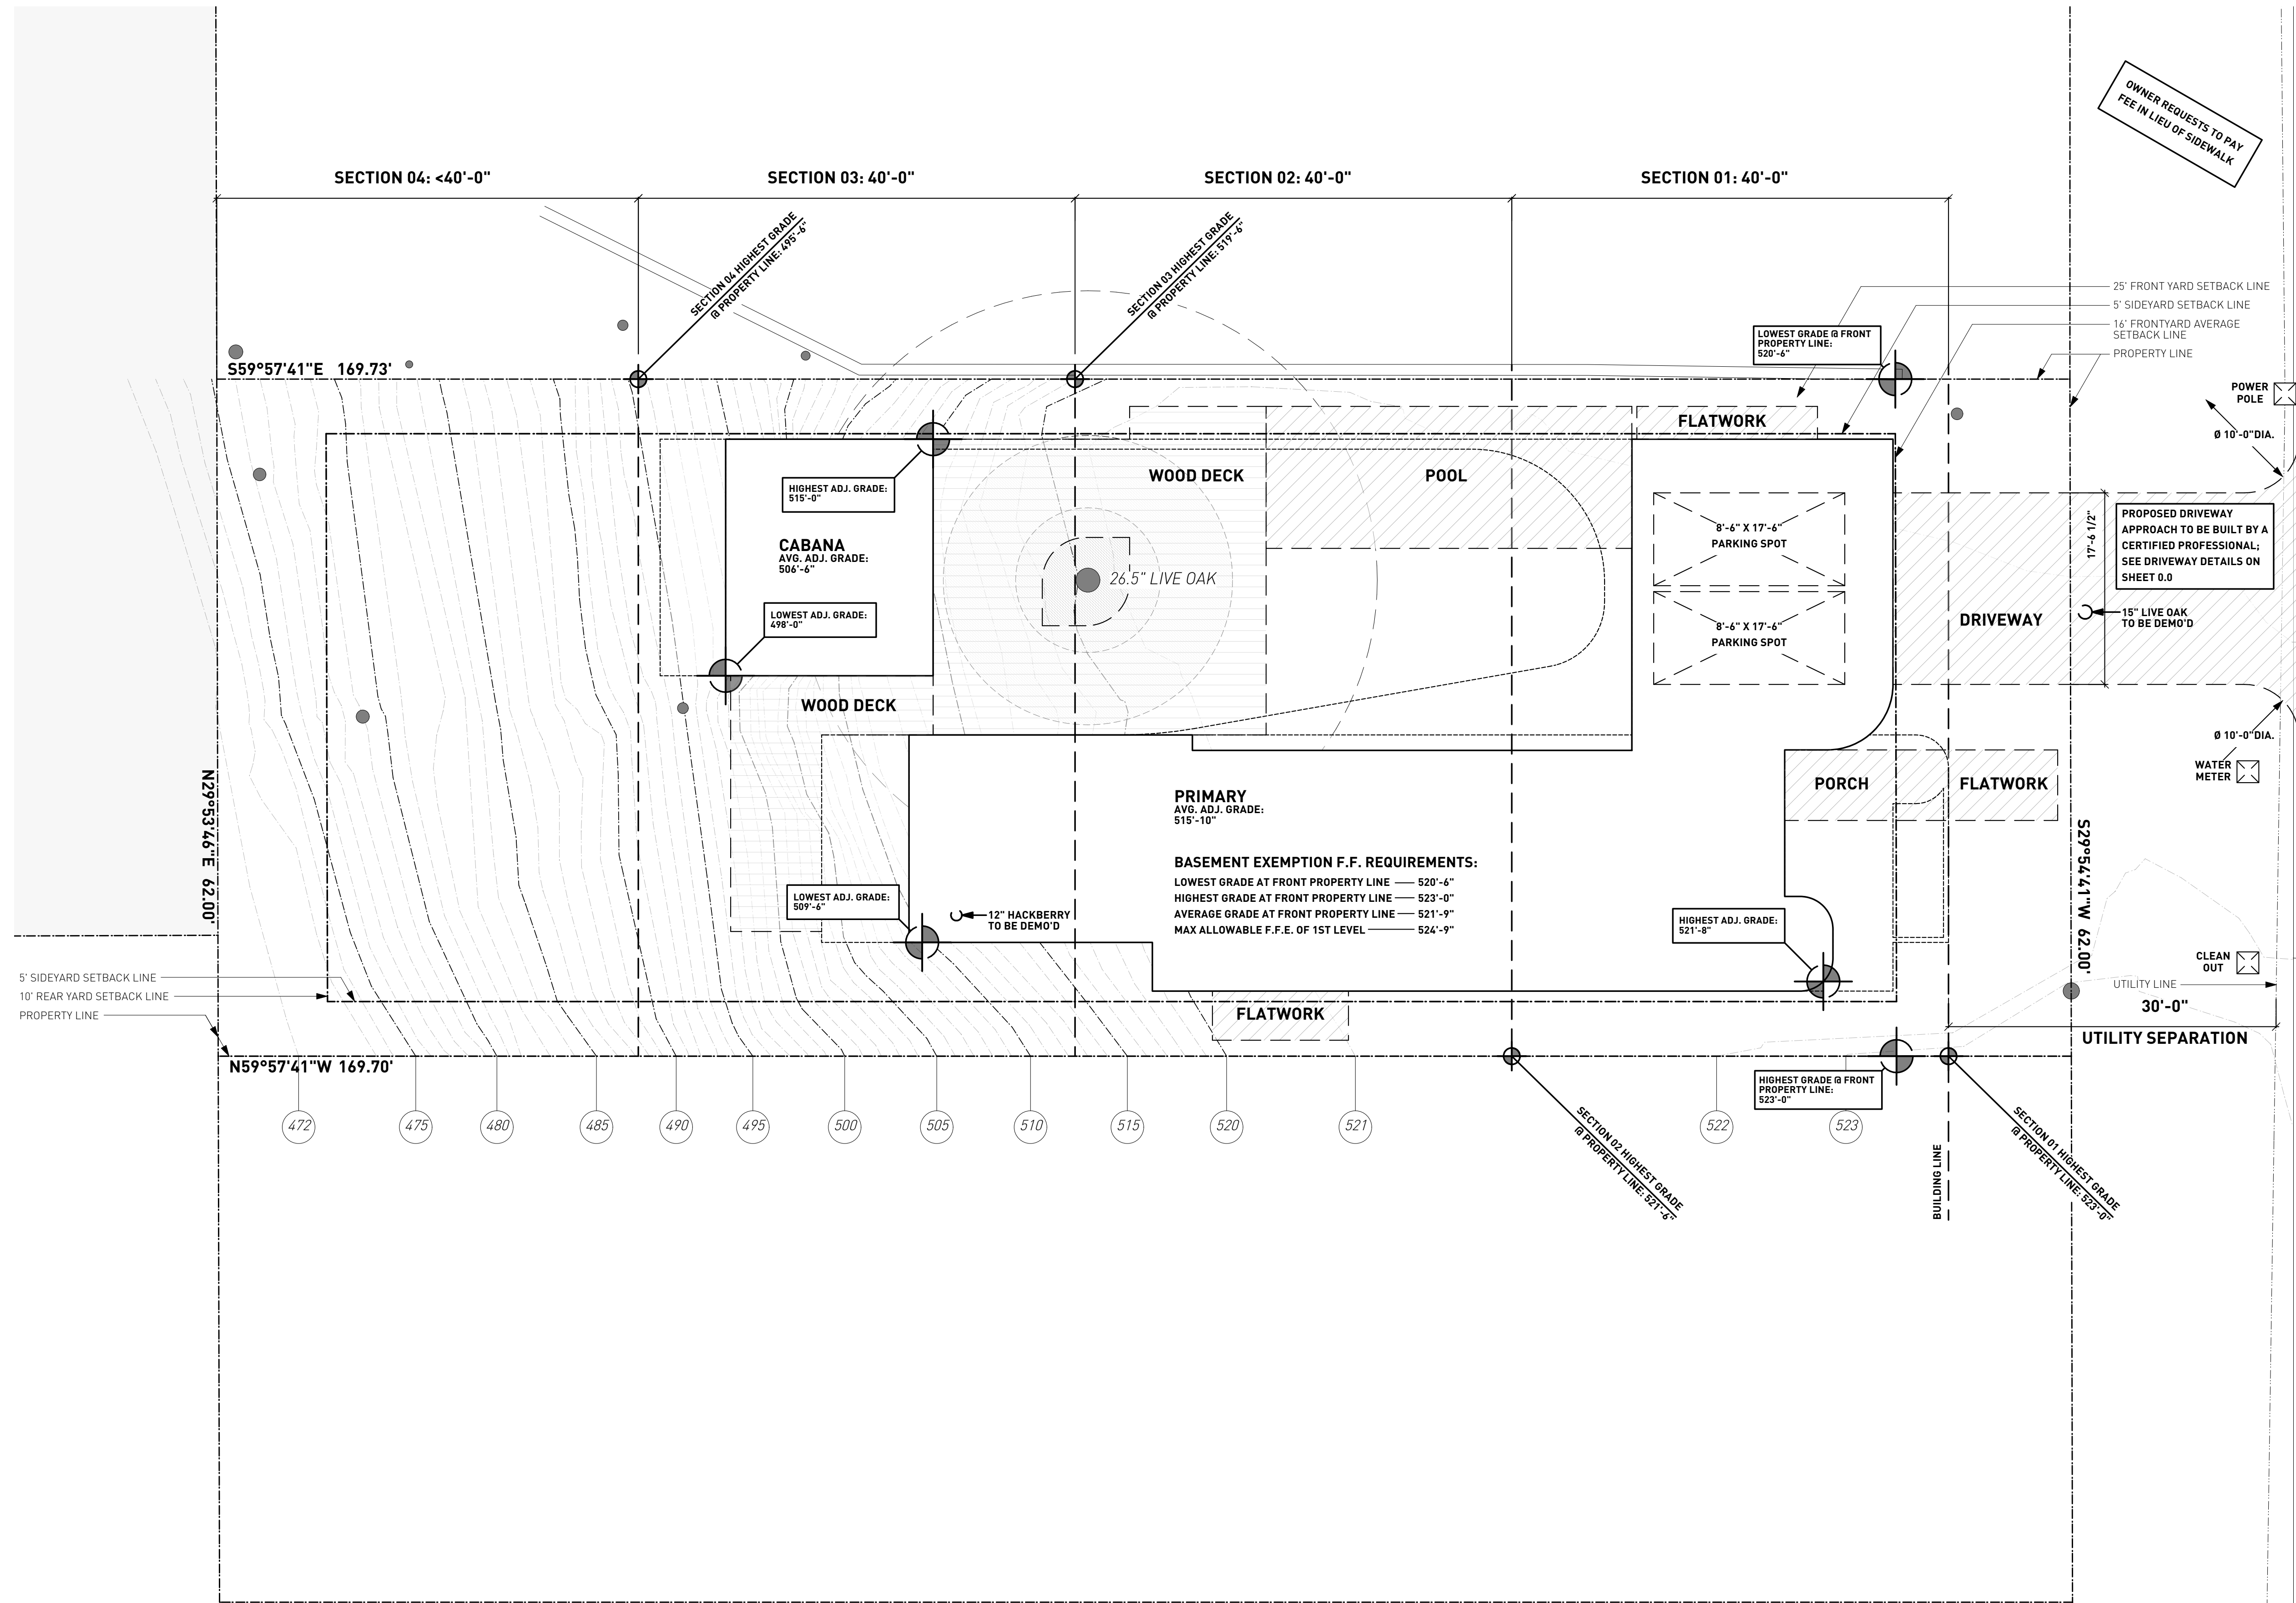 OWNER REQUESTS TO PAY
FEE IN LIEU OF SIDEWALK
SECTION 04: <40'-0"
SECTION 03: 40'-0"
SECTION 02: 40'-0"
SECTION 01: 40'-0"
SECTION 04 HIGHEST GRADE
@ PROPERTY LINE: 495'-6"
SECTION 03 HIGHEST GRADE
@ PROPERTY LINE: 519'-6"
25' FRONT YARD SETBACK LINE
5' SIDEYARD SETBACK LINE
16' FRONTYARD AVERAGE
SETBACK LINE
PROPERTY LINE
LOWEST GRADE @ FRONT
PROPERTY LINE:
520'-6"
S59°57'41"E 169.73'
POWER
POLE
Ø 10'-0"DIA.
FLATWORK
WOOD DECK
POOL
HIGHEST ADJ. GRADE:
515'-0"
CABANA
AVG. ADJ. GRADE:
506'-6"
LOWEST ADJ. GRADE:
498'-0"
26.5" LIVE OAK
8'-6" X 17'-6"
PARKING SPOT
8'-6" X 17'-6"
PARKING SPOT
17'-6 1/2"
PROPOSED DRIVEWAY
APPROACH TO BE BUILT BY A
CERTIFIED PROFESSIONAL;
SEE DRIVEWAY DETAILS ON
SHEET 0.0
DRIVEWAY
15" LIVE OAK
TO BE DEMO'D
WOOD DECK
Ø 10'-0"DIA.
WATER
METER
N29°53'46"E 62.00'
PORCH
FLATWORK
PRIMARY
AVG. ADJ. GRADE:
515'-10"
BASEMENT EXEMPTION F.F. REQUIREMENTS:
LOWEST GRADE AT FRONT PROPERTY LINE 520'-6"
HIGHEST GRADE AT FRONT PROPERTY LINE 523'-0"
AVERAGE GRADE AT FRONT PROPERTY LINE 521'-9"
MAX ALLOWABLE F.F.E. OF 1ST LEVEL 524'-9"
S29°54'41"W 62.00'
LOWEST ADJ. GRADE:
509'-6"
12" HACKBERRY
TO BE DEMO'D
HIGHEST ADJ. GRADE:
521'-8"
CLEAN
OUT
5' SIDEYARD SETBACK LINE
10' REAR YARD SETBACK LINE
PROPERTY LINE
UTILITY LINE
30'-0"
UTILITY SEPARATION
FLATWORK
N59°57'41"W 169.70'
HIGHEST GRADE @ FRONT
PROPERTY LINE:
523'-0"
472
475
480
485
490
495
500
505
510
515
520
521
522
523
SECTION 02 HIGHEST GRADE
@ PROPERTY LINE: 521'-6"
BUILDING LINE
SECTION 01 HIGHEST GRADE
@ PROPERTY LINE: 523'-0"